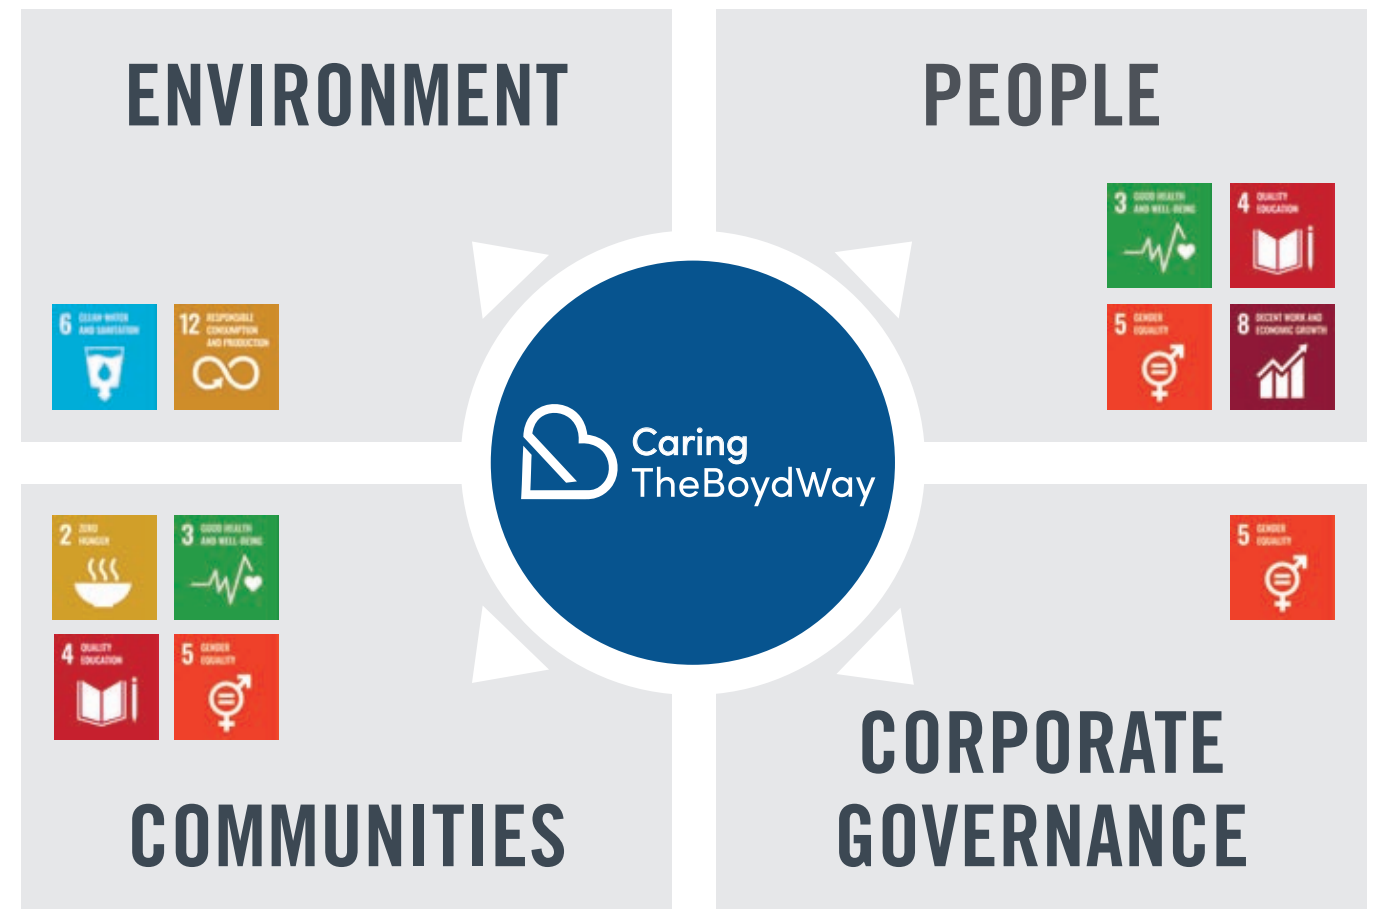 ENVIRONMENT
6 CLEAN WATER
AND SANITATION
12 RESPONSIBLE
CONSUMPTION
AND PRODUCTION
PEOPLE
3 GOOD HEALTH
AND WELL-BEING
4 QUALITY
EDUCATION
5 GENDER
EQUALITY
8 DECENT WORK AND
ECONOMIC GROWTH
Caring
TheBoydWay
2 ZERO
HUNGER
3 GOOD HEALTH
AND WELL-BEING
4 QUALITY
EDUCATION
5 GENDER
EQUALITY
COMMUNITIES
5 GENDER
EQUALITY
CORPORATE
GOVERNANCE